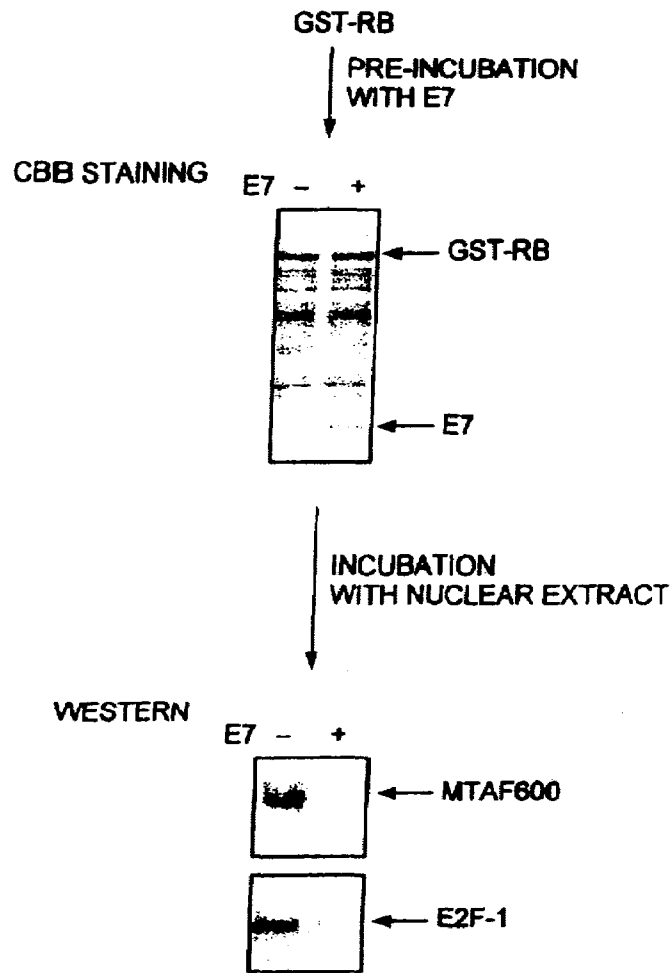 GST-RB
PRE-INCUBATION
WITH E7
CBB STAINING
E7 – +
GST-RB
E7
INCUBATION
WITH NUCLEAR EXTRACT
WESTERN
E7 – +
MTAF600
E2F-1